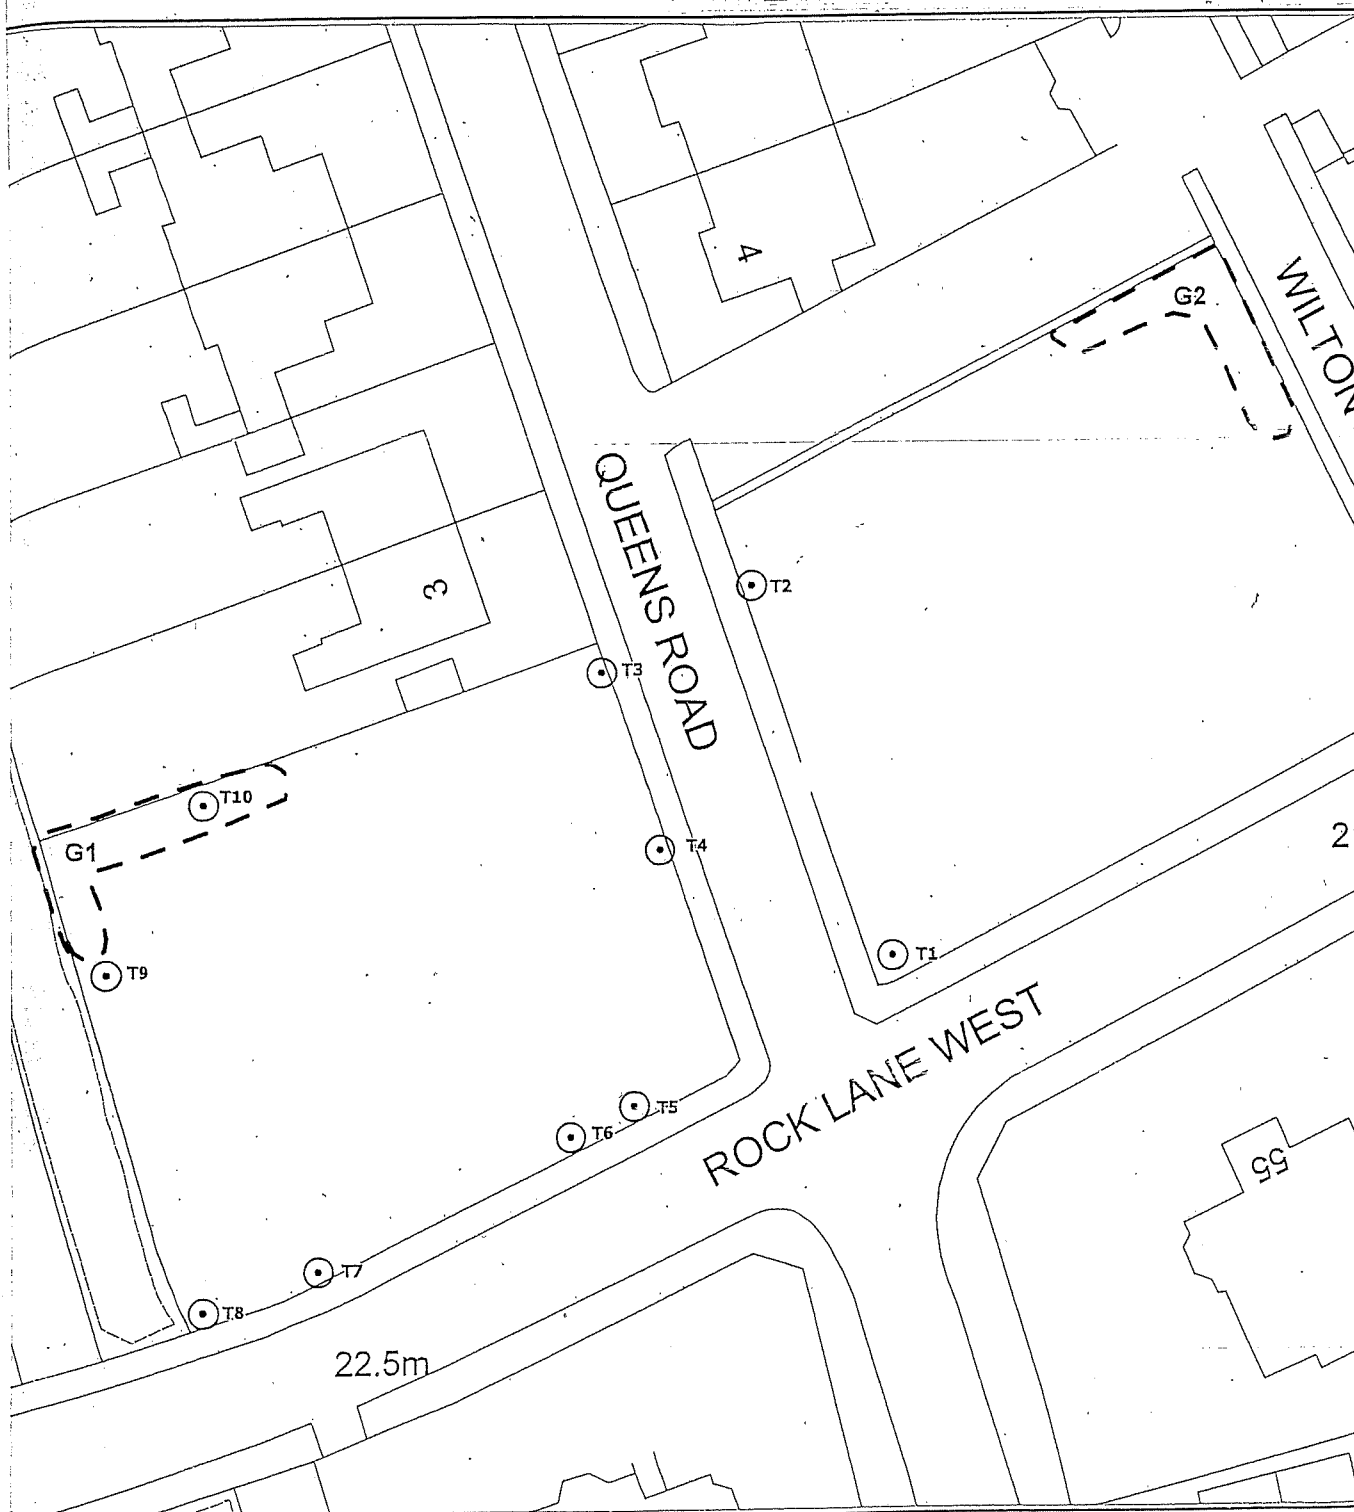 4
G2
WILTON
QUEENS ROAD
T2
3
T3
T10
G1
T4
2
T1
T9
ROCK LANE WEST
T5
T6
55
T7
T8
22.5m